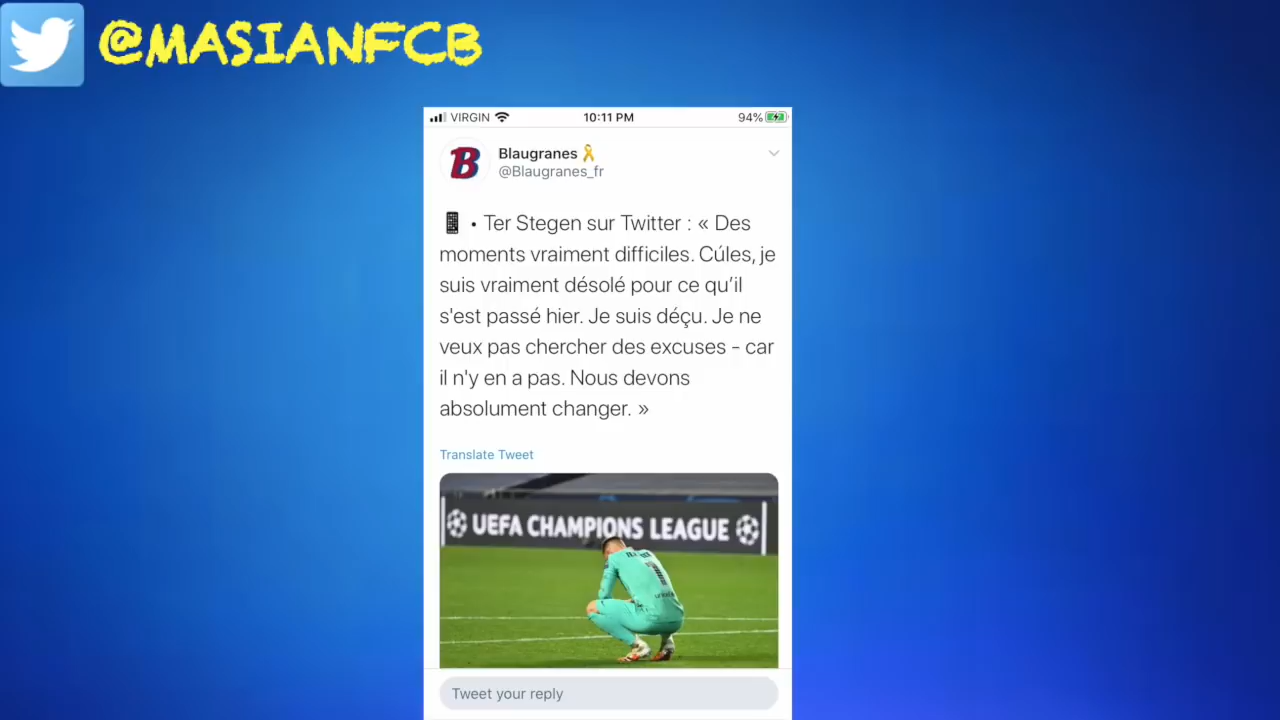 @MASIANFCB
VIRGIN 10:11 PM 94%
B Blaugranes
@Blaugranes_fr
• Ter Stegen sur Twitter : « Des
moments vraiment difficiles. Cúles, je
suis vraiment désolé pour ce qu’il
s'est passé hier. Je suis déçu. Je ne
veux pas chercher des excuses - car
il n'y en a pas. Nous devons
absolument changer. »
Translate Tweet
UEFA CHAMPIONS LEAGUE
1
Tweet your reply